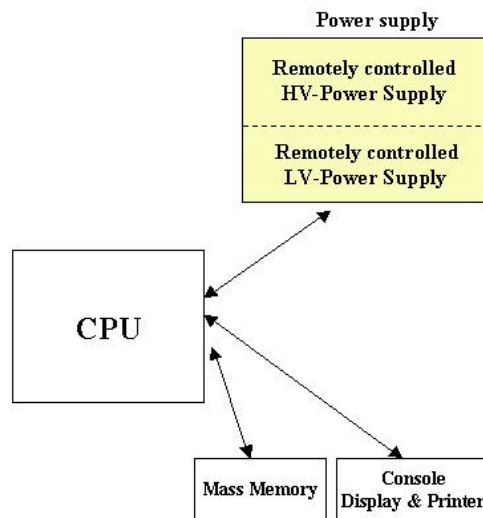 Power supply
Remotely controlled
HV-Power Supply
Remotely controlled
LV-Power Supply
CPU
Mass Memory
Console
Display & Printer